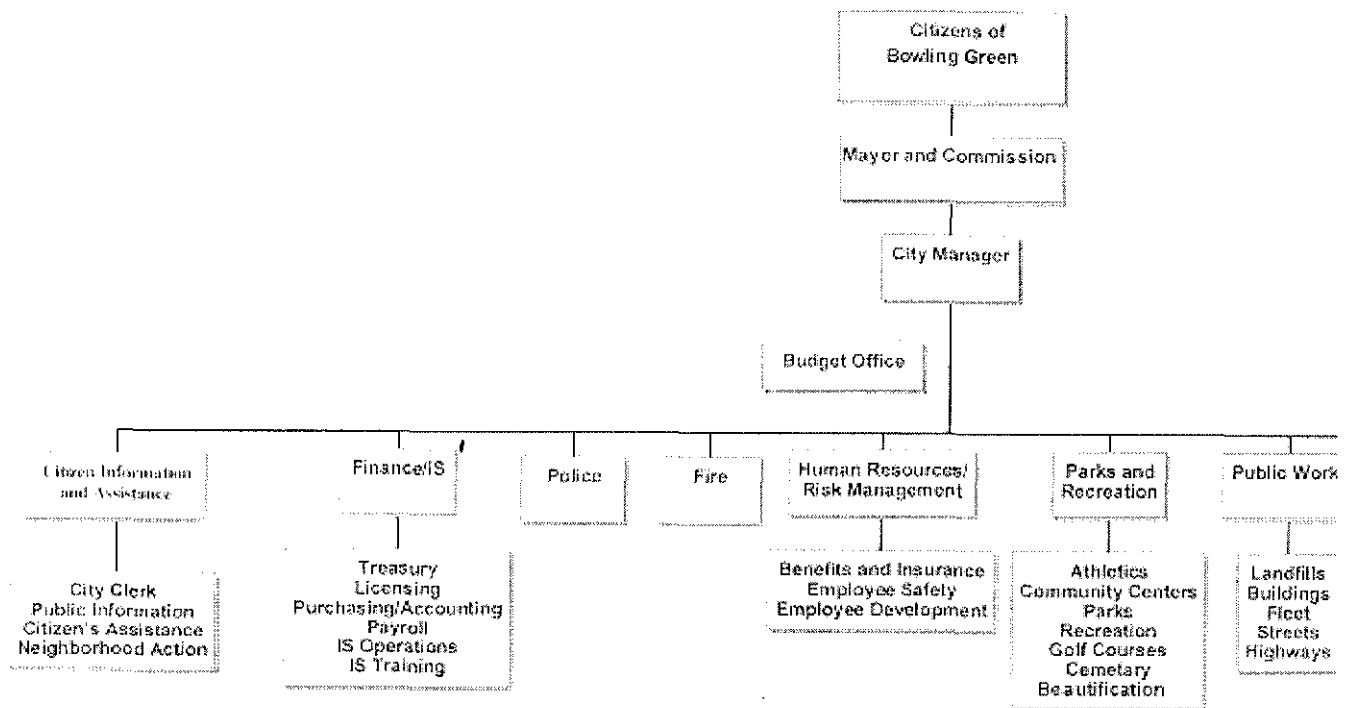 Citizens of
Bowling Green
Mayor and Commission
City Manager
Budget Office
Citizen Information
and Assistance
Finance/IS
Police
Fire
Human Resources/
Risk Management
Parks and
Recreation
Public Work
City Clerk
Public Information
Citizen's Assistance
Neighborhood Action
Treasury
Licensing
Purchasing/Accounting
Payroll
IS Operations
IS Training
Benefits and Insurance
Employee Safely
Employee Development
Athletics
Community Centers
Parks
Recreation
Golf Courses
Cemetary
Beautification
Landfills
Buildings
Fleet
Streets
Highways